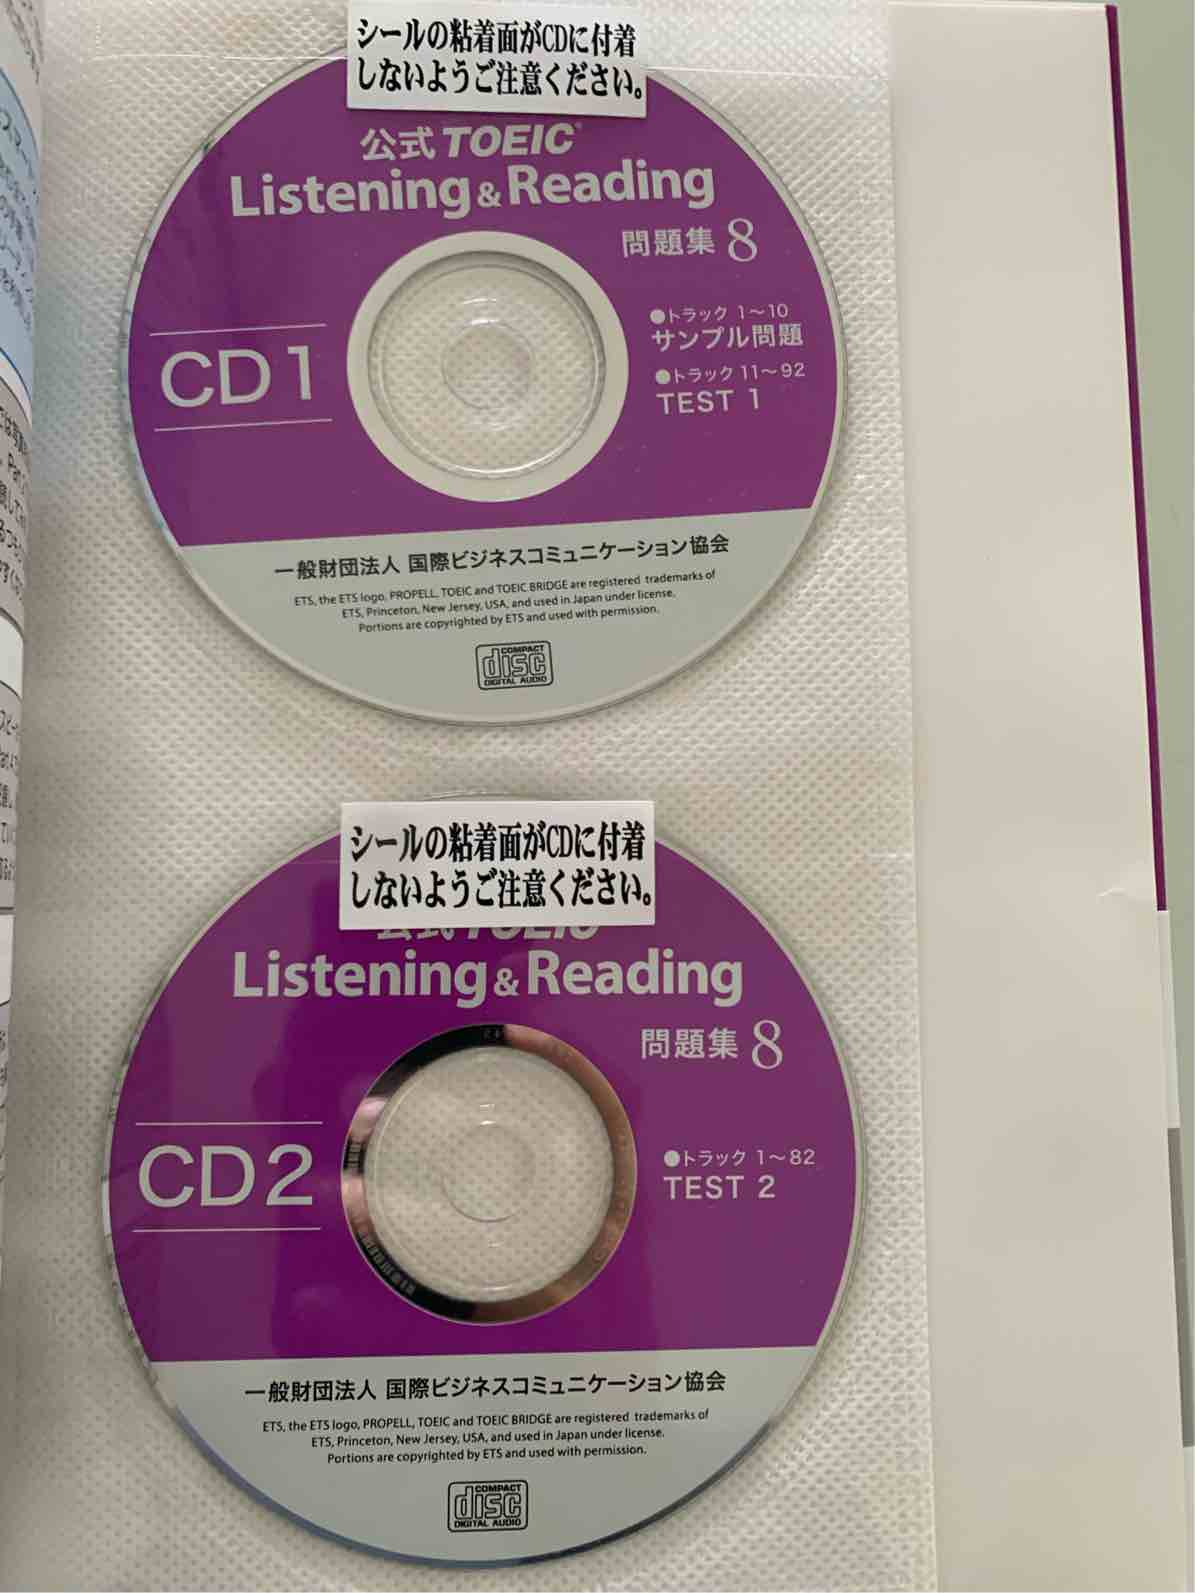 シールの粘着面がCDに付着
しないようご注意ください。
公式 TOEIC®
Listening & Reading
問題集 8
CD1
●トラック 1～10
サンプル問題
●トラック 11～92
TEST 1
一般財団法人 国際ビジネスコミュニケーション協会
ETS, the ETS logo, PROPELL, TOEIC and TOEIC BRIDGE are registered trademarks of
ETS, Princeton, New Jersey, USA, and used in Japan under license.
Portions are copyrighted by ETS and used with permission.
COMPACT
disc
DIGITAL AUDIO
シールの粘着面がCDに付着
しないようご注意ください。
公式 TOEIC
Listening & Reading
問題集 8
CD2
●トラック 1～82
TEST 2
一般財団法人 国際ビジネスコミュニケーション協会
ETS, the ETS logo, PROPELL, TOEIC and TOEIC BRIDGE are registered trademarks of
ETS, Princeton, New Jersey, USA, and used in Japan under license.
Portions are copyrighted by ETS and used with permission.
COMPACT
disc
DIGITAL AUDIO